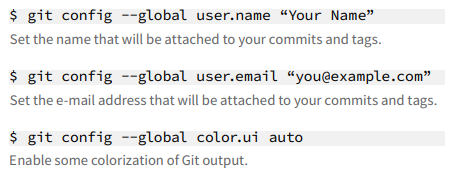 $ git config --global user.name “Your Name”
Set the name that will be attached to your commits and tags.
$ git config --global user.email “you@example.com”
Set the e-mail address that will be attached to your commits and tags.
$ git config --global color.ui auto
Enable some colorization of Git output.